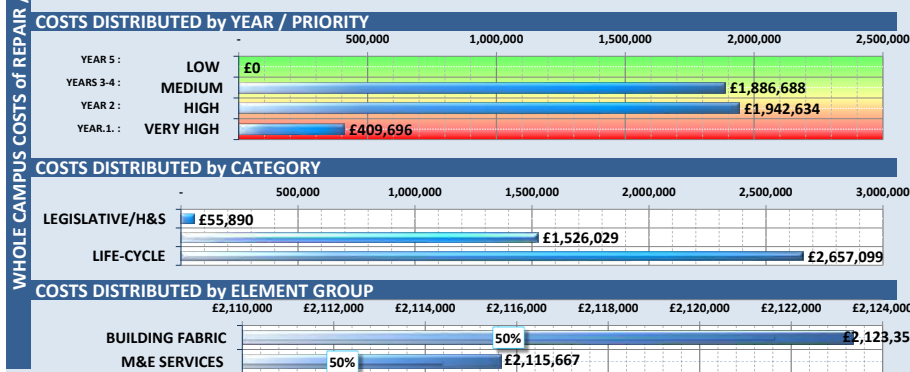 WHOLE CAMPUS COSTS of REPAIR
COSTS DISTRIBUTED by YEAR / PRIORITY
- 500,000 1,000,000 1,500,000 2,000,000 2,500,000
YEAR 5 : LOW £0
YEARS 3-4 : MEDIUM £1,886,688
YEAR 2 : HIGH £1,942,634
YEAR.1. : VERY HIGH £409,696
COSTS DISTRIBUTED by CATEGORY
- 500,000 1,000,000 1,500,000 2,000,000 2,500,000 3,000,000
LEGISLATIVE/H&S £55,890
£1,526,029
LIFE-CYCLE £2,657,099
COSTS DISTRIBUTED by ELEMENT GROUP
£2,110,000 £2,112,000 £2,114,000 £2,116,000 £2,118,000 £2,120,000 £2,122,000 £2,124,00
BUILDING FABRIC 50% £2,123,35
M&E SERVICES 50% £2,115,667